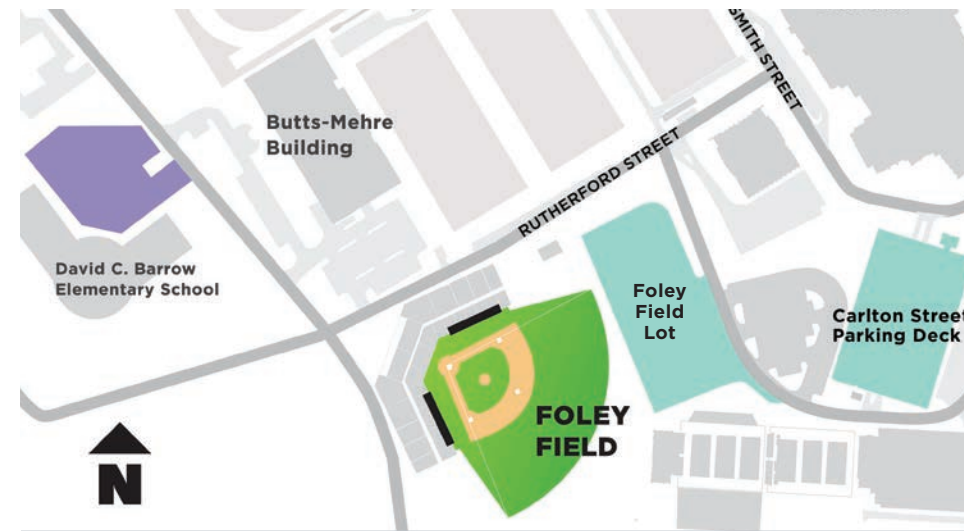 SMITH STREET
Butts-Mehre
Building
RUTHERFORD STREET
David C. Barrow
Elementary School
Foley
Field
Lot
Carlton Street
Parking Deck
FOLEY
FIELD
N